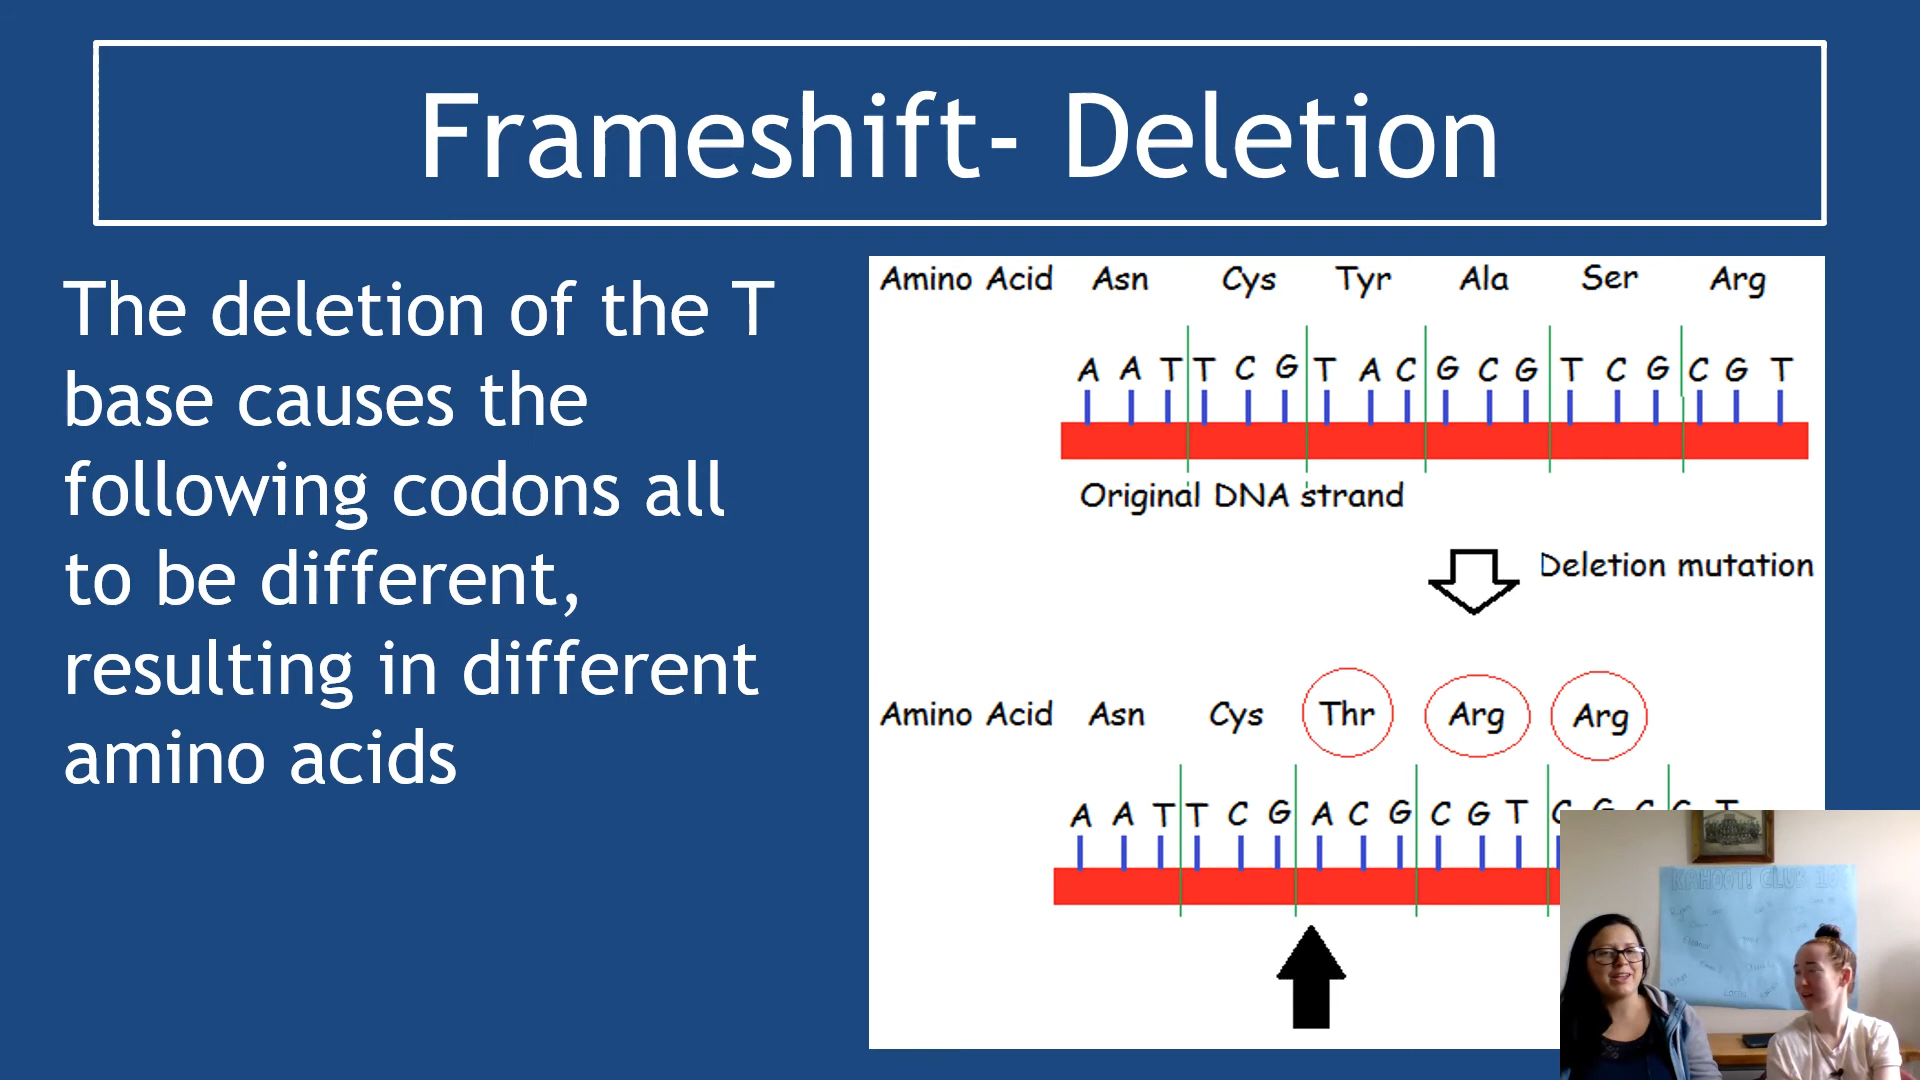 Frameshift- Deletion
The deletion of the T
base causes the
following codons all
to be different,
resulting in different
amino acids
Amino Acid Asn Cys Tyr Ala Ser Arg
A A T T C G T A C G C G T C G C G T
Original DNA strand
Deletion mutation
Amino Acid Asn Cys Thr Arg Arg
A A T T C G A C G C G T C G C G T
KAHOOT! CLUB